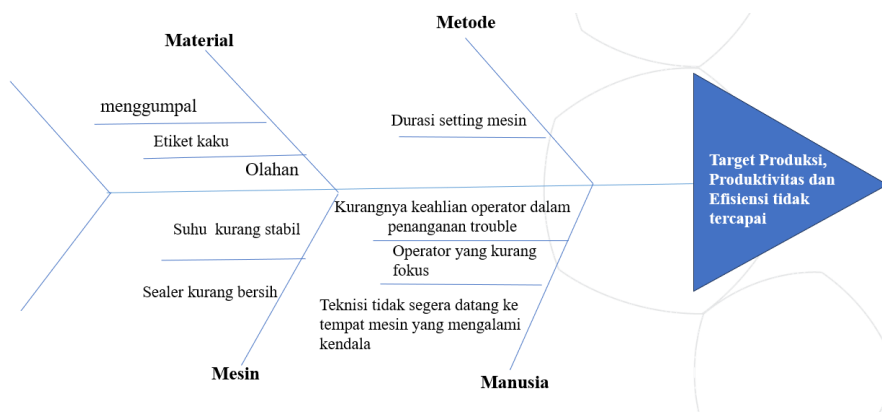 Material
Metode
menggumpal
Etiket kaku
Olahan
Durasi setting mesin
Target Produksi,
Produktivitas dan
Efisiensi tidak
tercapai
Suhu kurang stabil
Sealer kurang bersih
Kurangnya keahlian operator dalam
penanganan trouble
Operator yang kurang
fokus
Teknisi tidak segera datang ke
tempat mesin yang mengalami
kendala
Mesin
Manusia